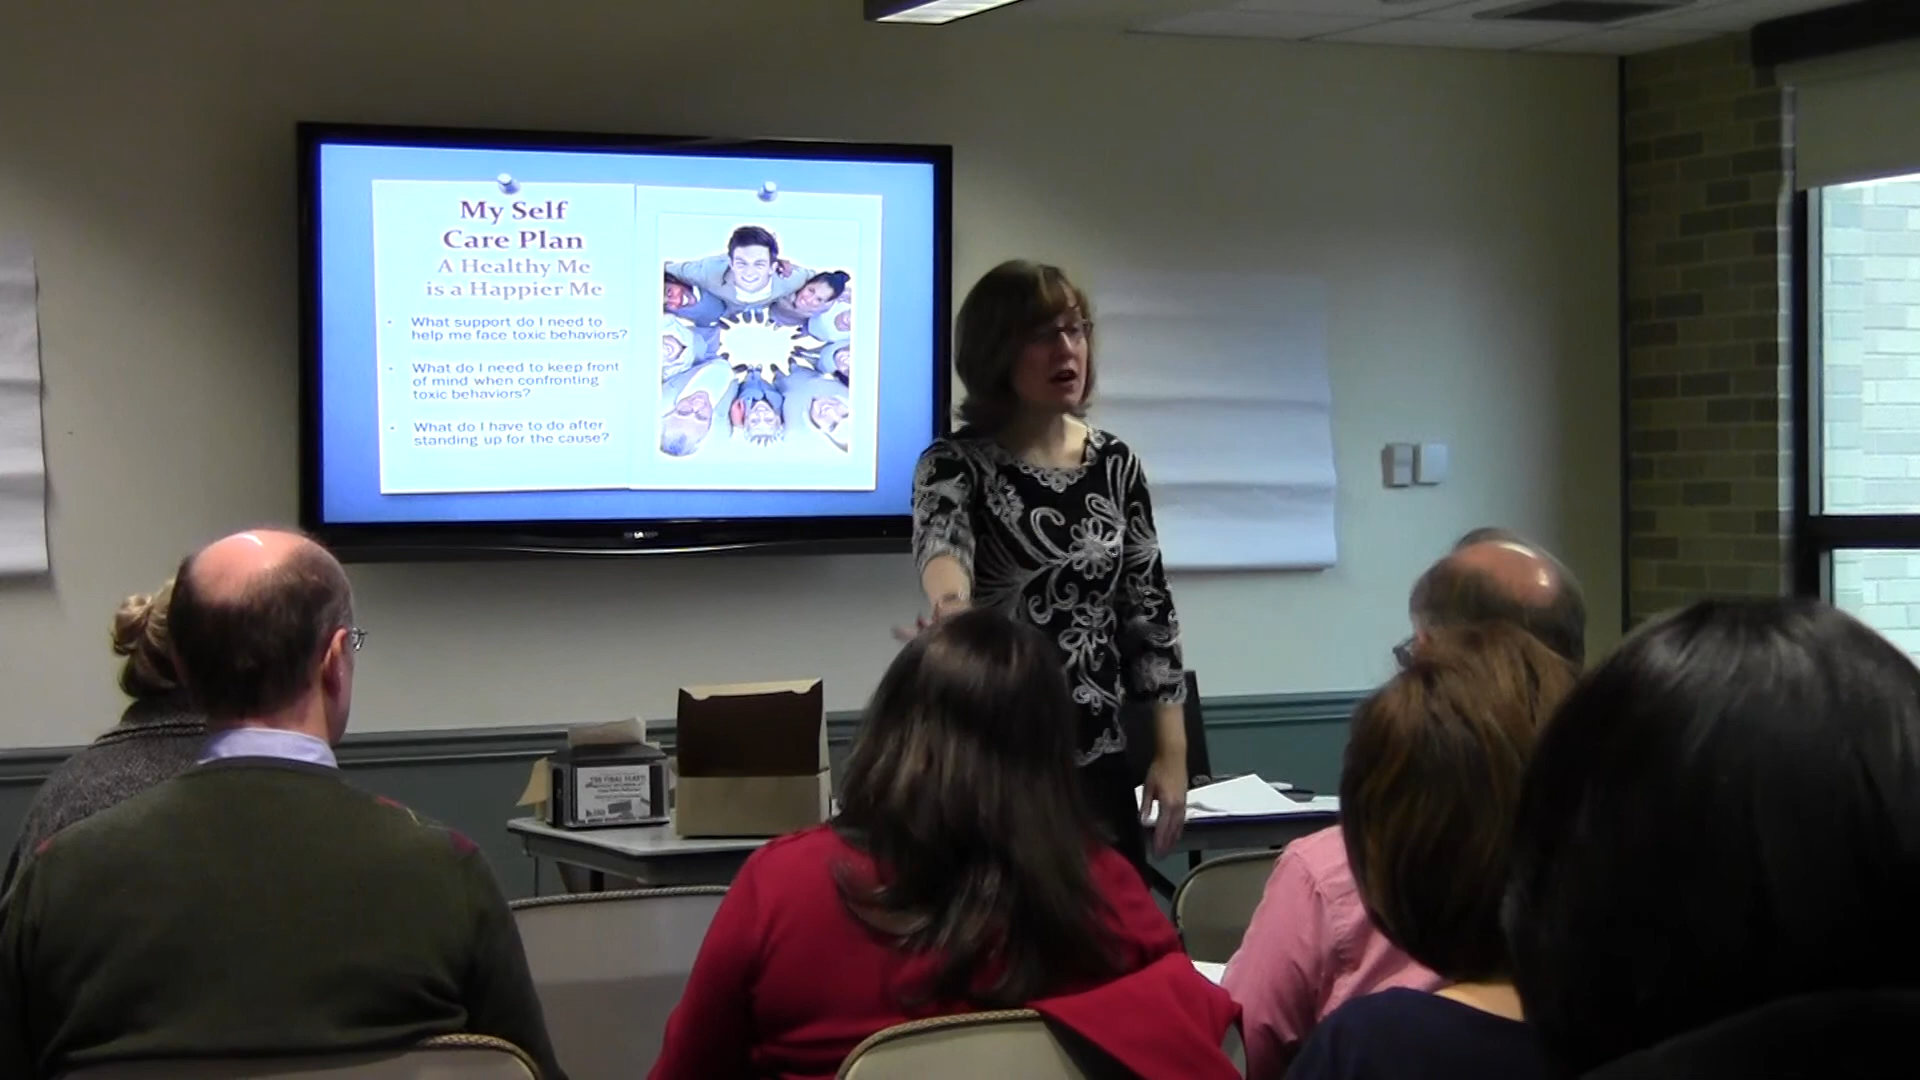 My Self
Care Plan
A Healthy Me
is a Happier Me
· What support do I need to
help me face toxic behaviors?
· What do I need to keep front
of mind when confronting
toxic behaviors?
· What do I have to do after
standing up for the cause?
SHARP